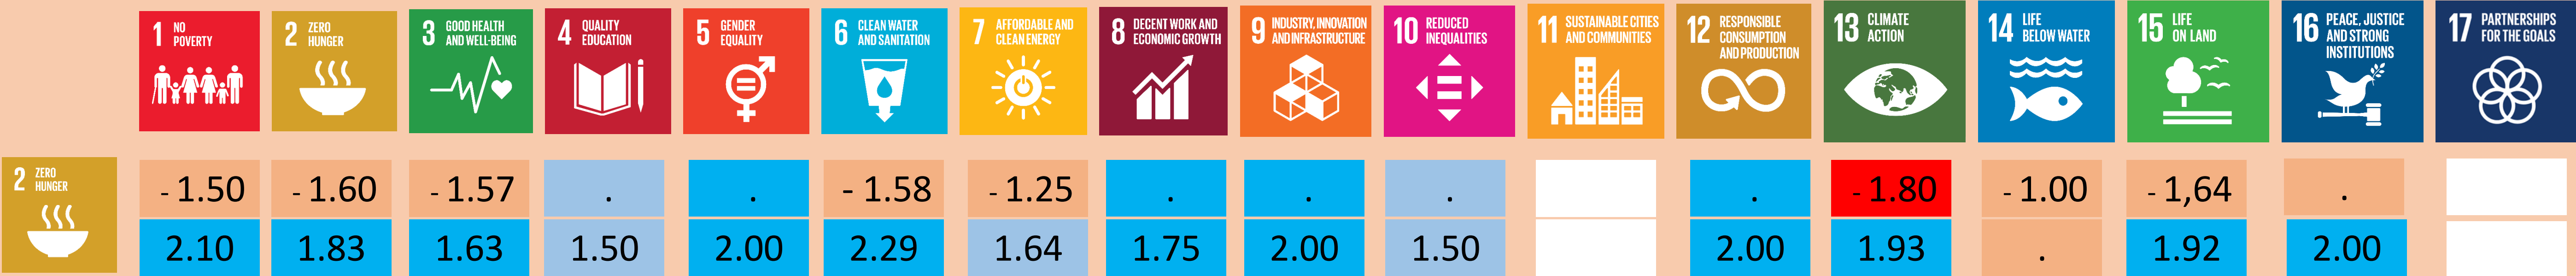 1 NO POVERTY
2 ZERO HUNGER
3 GOOD HEALTH AND WELL-BEING
4 QUALITY EDUCATION
5 GENDER EQUALITY
6 CLEAN WATER AND SANITATION
7 AFFORDABLE AND CLEAN ENERGY
8 DECENT WORK AND ECONOMIC GROWTH
9 INDUSTRY, INNOVATION AND INFRASTRUCTURE
10 REDUCED INEQUALITIES
11 SUSTAINABLE CITIES AND COMMUNITIES
12 RESPONSIBLE CONSUMPTION AND PRODUCTION
13 CLIMATE ACTION
14 LIFE BELOW WATER
15 LIFE ON LAND
16 PEACE, JUSTICE AND STRONG INSTITUTIONS
17 PARTNERSHIPS FOR THE GOALS
2 ZERO HUNGER
- 1.50 - 1.60 - 1.57 . . - 1.58 - 1.25 . . . . - 1.80 - 1.00 - 1,64 .
2.10 1.83 1.63 1.50 2.00 2.29 1.64 1.75 2.00 1.50 2.00 1.93 . 1.92 2.00